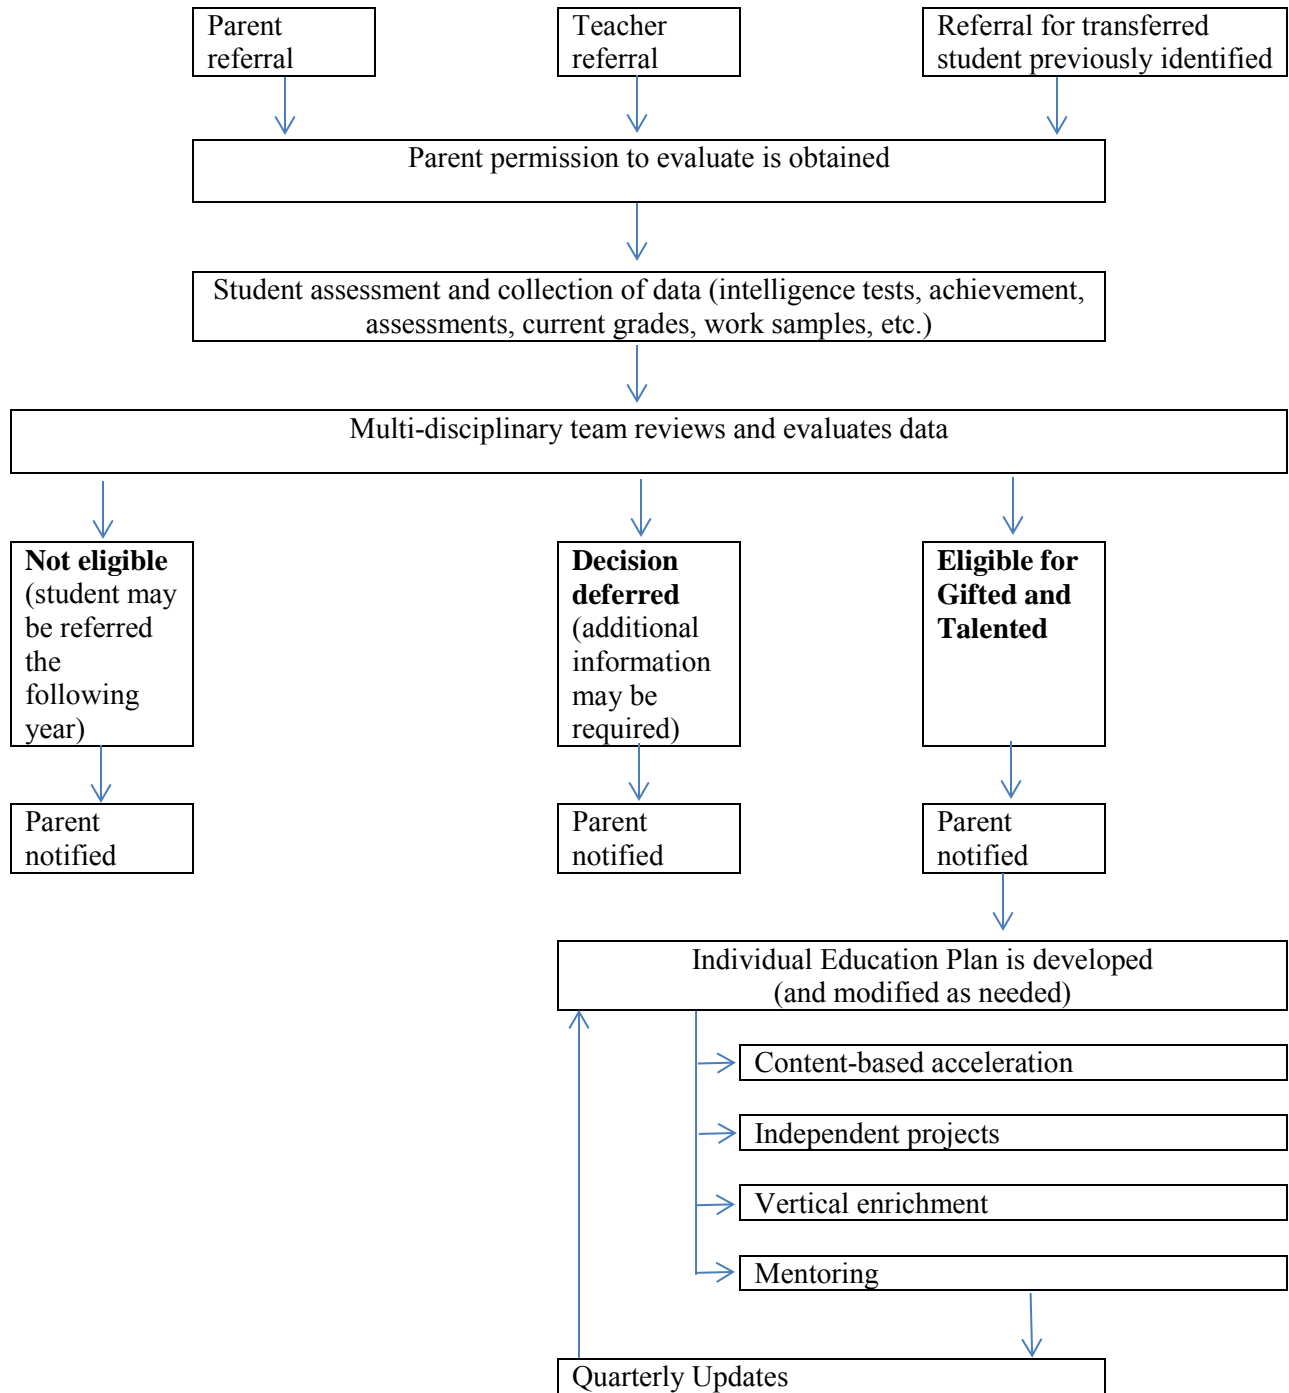 Parent
referral
Teacher
referral
Referral for transferred
student previously identified
Parent permission to evaluate is obtained
Student assessment and collection of data (intelligence tests, achievement,
assessments, current grades, work samples, etc.)
Multi-disciplinary team reviews and evaluates data
Not eligible
(student may
be referred
the
following
year)
Decision
deferred
(additional
information
may be
required)
Eligible for
Gifted and
Talented
Parent
notified
Parent
notified
Parent
notified
Individual Education Plan is developed
(and modified as needed)
Content-based acceleration
Independent projects
Vertical enrichment
Mentoring
Quarterly Updates